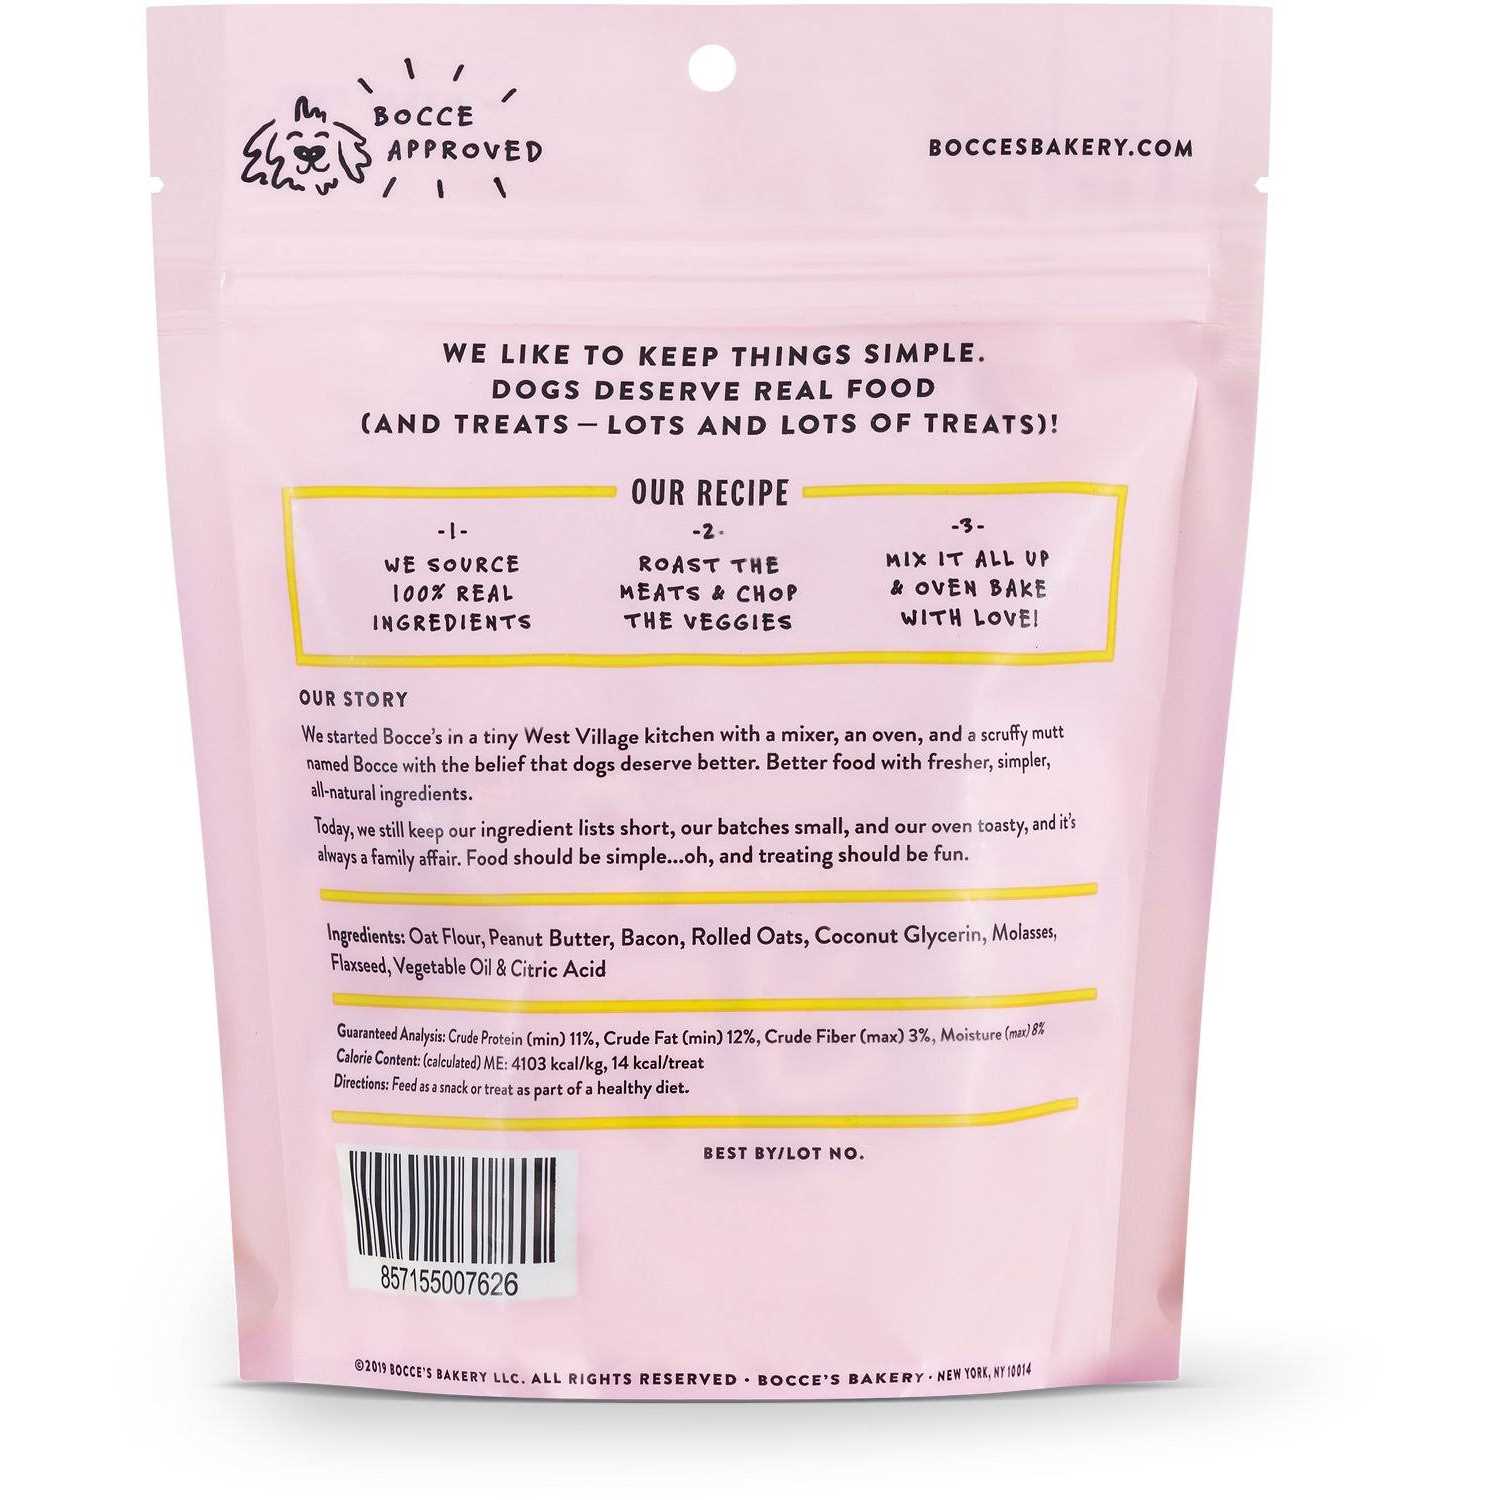 BOCCE
APPROVED
BOCCESBAKERY.COM
WE LIKE TO KEEP THINGS SIMPLE.
DOGS DESERVE REAL FOOD
(AND TREATS — LOTS AND LOTS OF TREATS)!
OUR RECIPE
-1-
WE SOURCE
100% REAL
INGREDIENTS
-2-
ROAST THE
MEATS & CHOP
THE VEGGIES
-3-
MIX IT ALL UP
& OVEN BAKE
WITH LOVE!
OUR STORY
We started Bocce's in a tiny West Village kitchen with a mixer, an oven, and a scruffy mutt
named Bocce with the belief that dogs deserve better. Better food with fresher, simpler,
all-natural ingredients.
Today, we still keep our ingredient lists short, our batches small, and our oven toasty, and it's
always a family affair. Food should be simple...oh, and treating should be fun.
Ingredients: Oat Flour, Peanut Butter, Bacon, Rolled Oats, Coconut Glycerin, Molasses,
Flaxseed, Vegetable Oil & Citric Acid
Guaranteed Analysis: Crude Protein (min) 11%, Crude Fat (min) 12%, Crude Fiber (max) 3%, Moisture (max) 8%
Calorie Content: (calculated) ME: 4103 kcal/kg, 14 kcal/treat
Directions: Feed as a snack or treat as part of a healthy diet.
BEST BY/LOT NO.
857155007626
©2019 BOCCE'S BAKERY LLC. ALL RIGHTS RESERVED · BOCCE'S BAKERY · NEW YORK, NY 10014